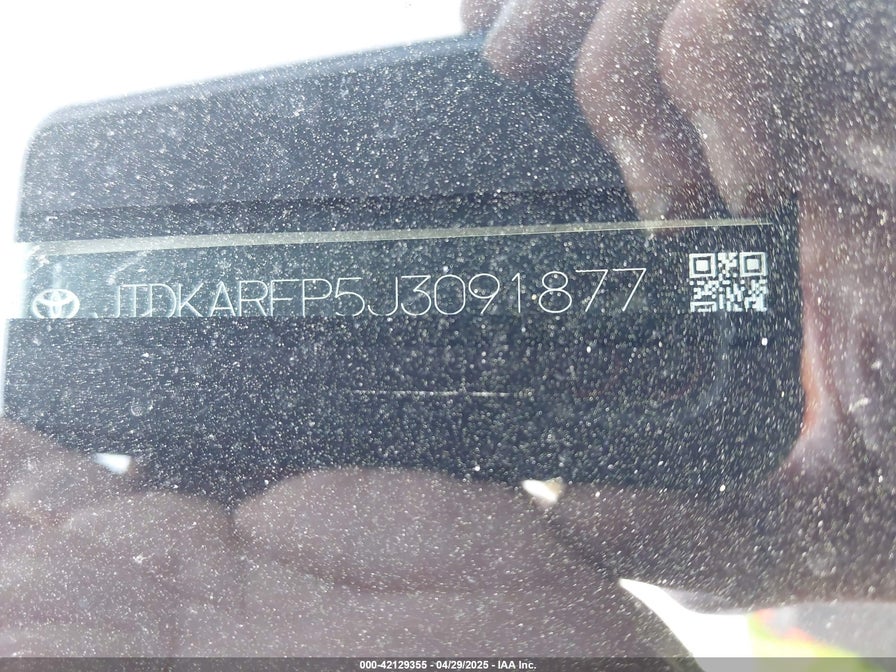 JTDKARFP5J3091877
000-42129355 | 04/29/2025 - IAA Inc.